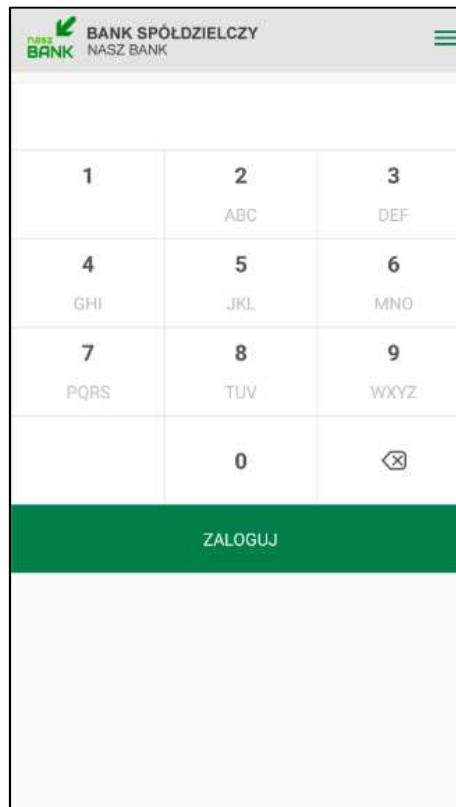 nasz
BANK
BANK SPÓŁDZIELCZY
NASZ BANK
1
2
3
ABC
DEF
4
5
6
GHI
JKL
MNO
7
8
9
PQRS
TUV
WXYZ
0
ZALOGUJ